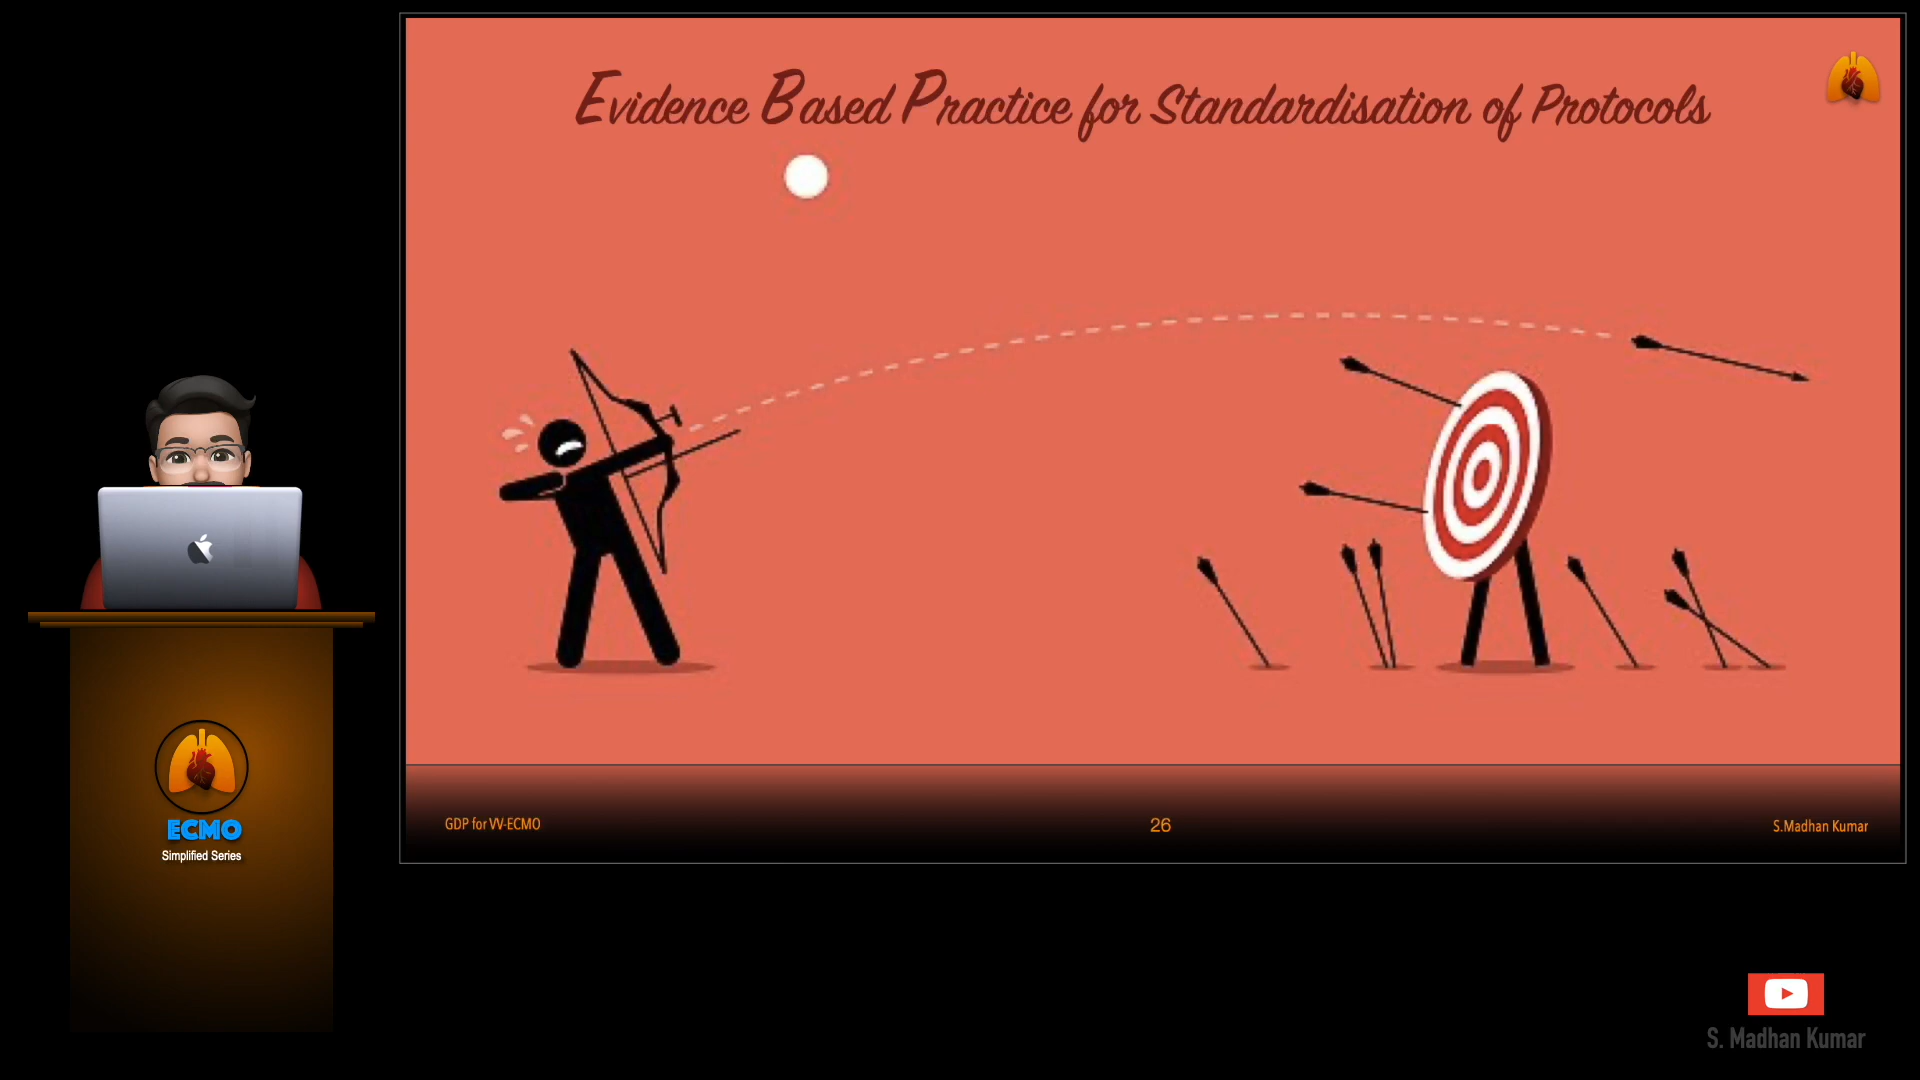 Evidence Based Practice for Standardisation of Protocols
ECMO
Simplified Series
GDP for VV-ECMO
26
S.Madhan Kumar
S. Madhan Kumar